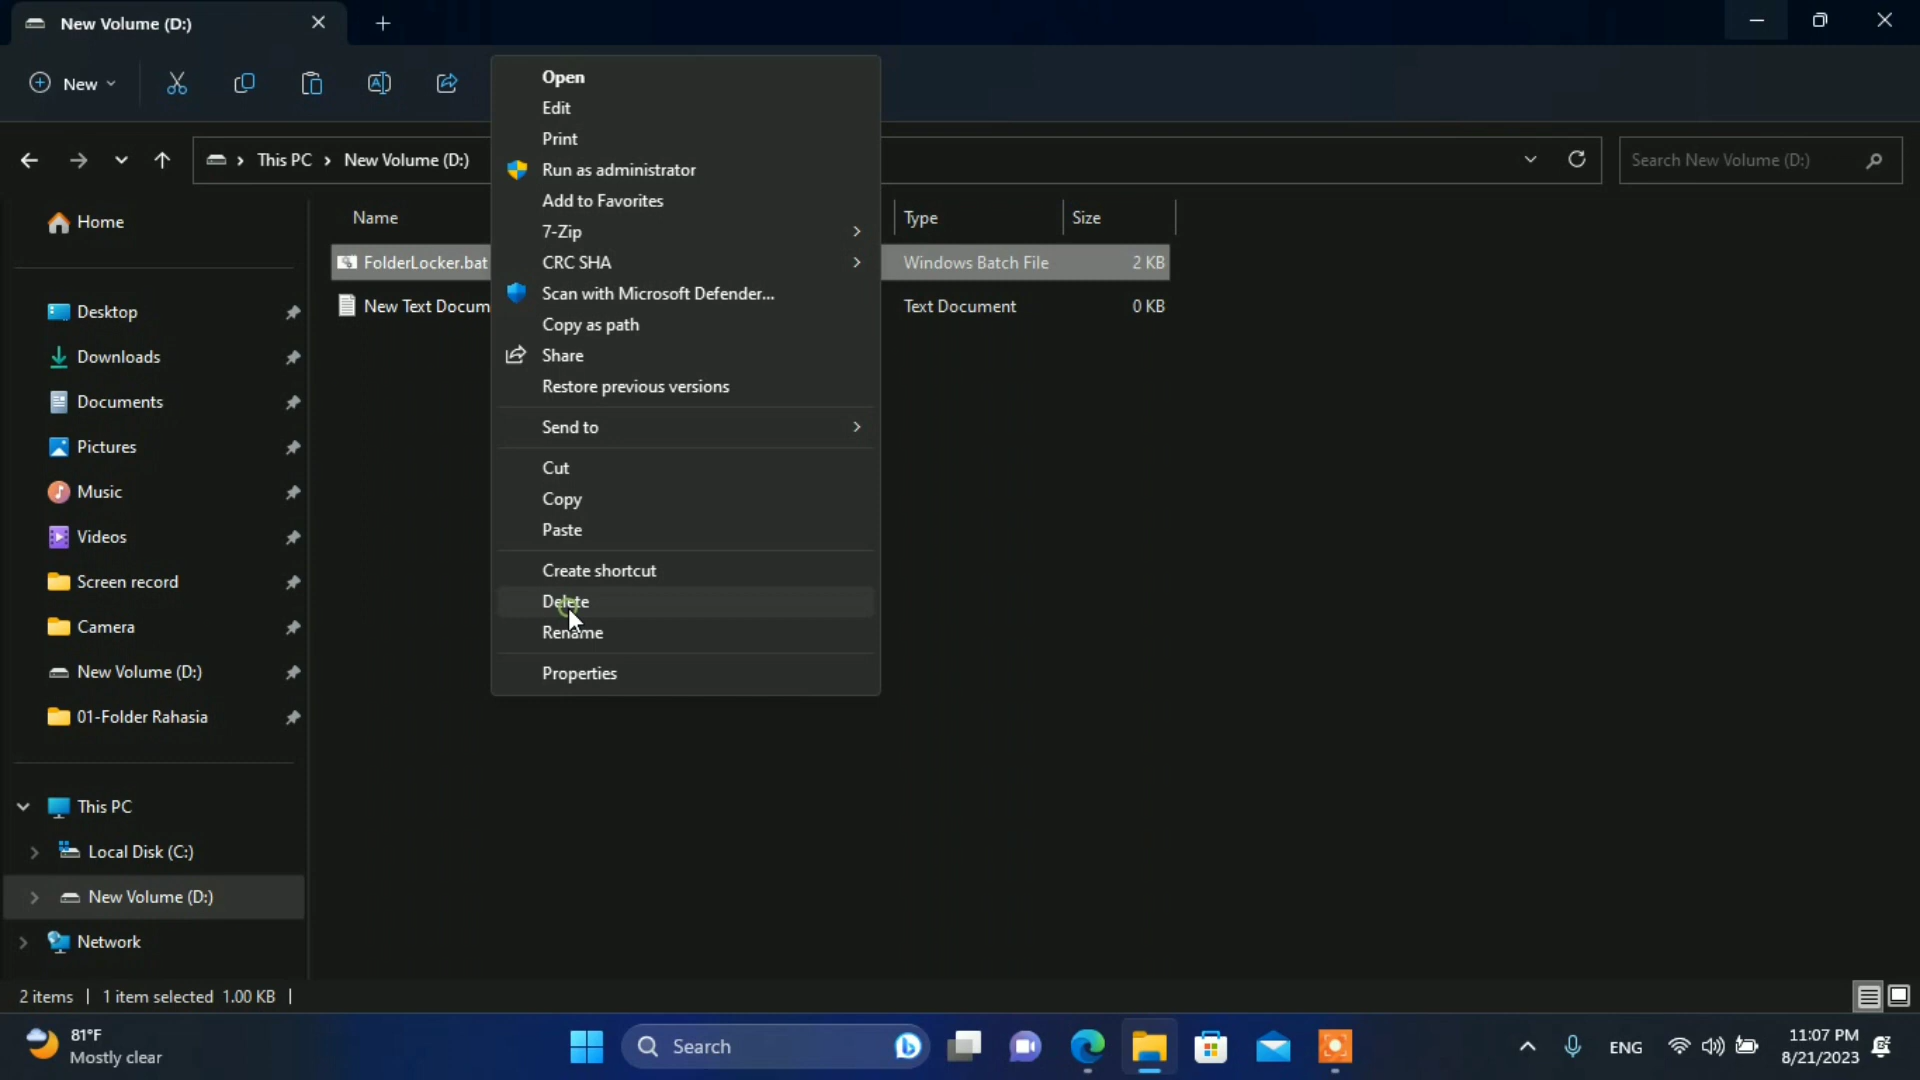 New Volume (D:)
New
This PC > New Volume (D:)
Search New Volume (D:)
Home
Desktop
Downloads
Documents
Pictures
Music
Videos
Screen record
Camera
New Volume (D:)
01-Folder Rahasia
This PC
Local Disk (C:)
New Volume (D:)
Network
Name
Type
Size
FolderLocker.bat
Windows Batch File
2 KB
New Text Docum
Text Document
0 KB
Open
Edit
Print
Run as administrator
Add to Favorites
7-Zip
CRC SHA
Scan with Microsoft Defender...
Copy as path
Share
Restore previous versions
Send to
Cut
Copy
Paste
Create shortcut
Delete
Rename
Properties
2 items | 1 item selected 1.00 KB |
81°F
Mostly clear
Search
ENG
11:07 PM
8/21/2023